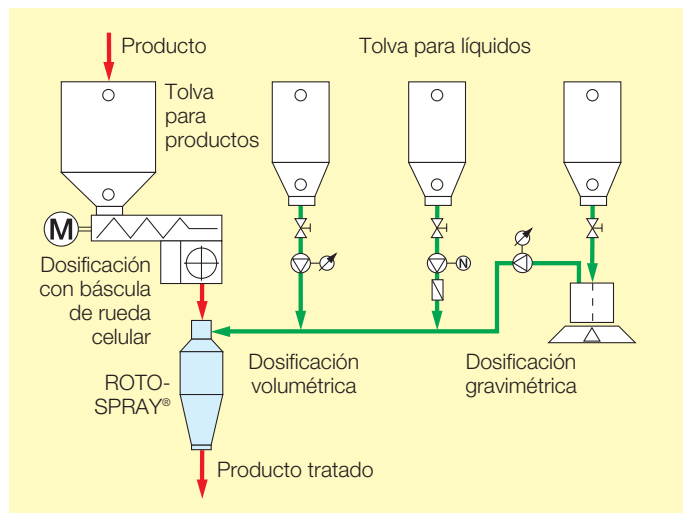 Producto
Tolva para líquidos
Tolva
para
productos
M
N
Dosificación
con báscula
de rueda
celular
Dosificación
volumétrica
Dosificación
gravimétrica
ROTO-
SPRAY®
Producto tratado